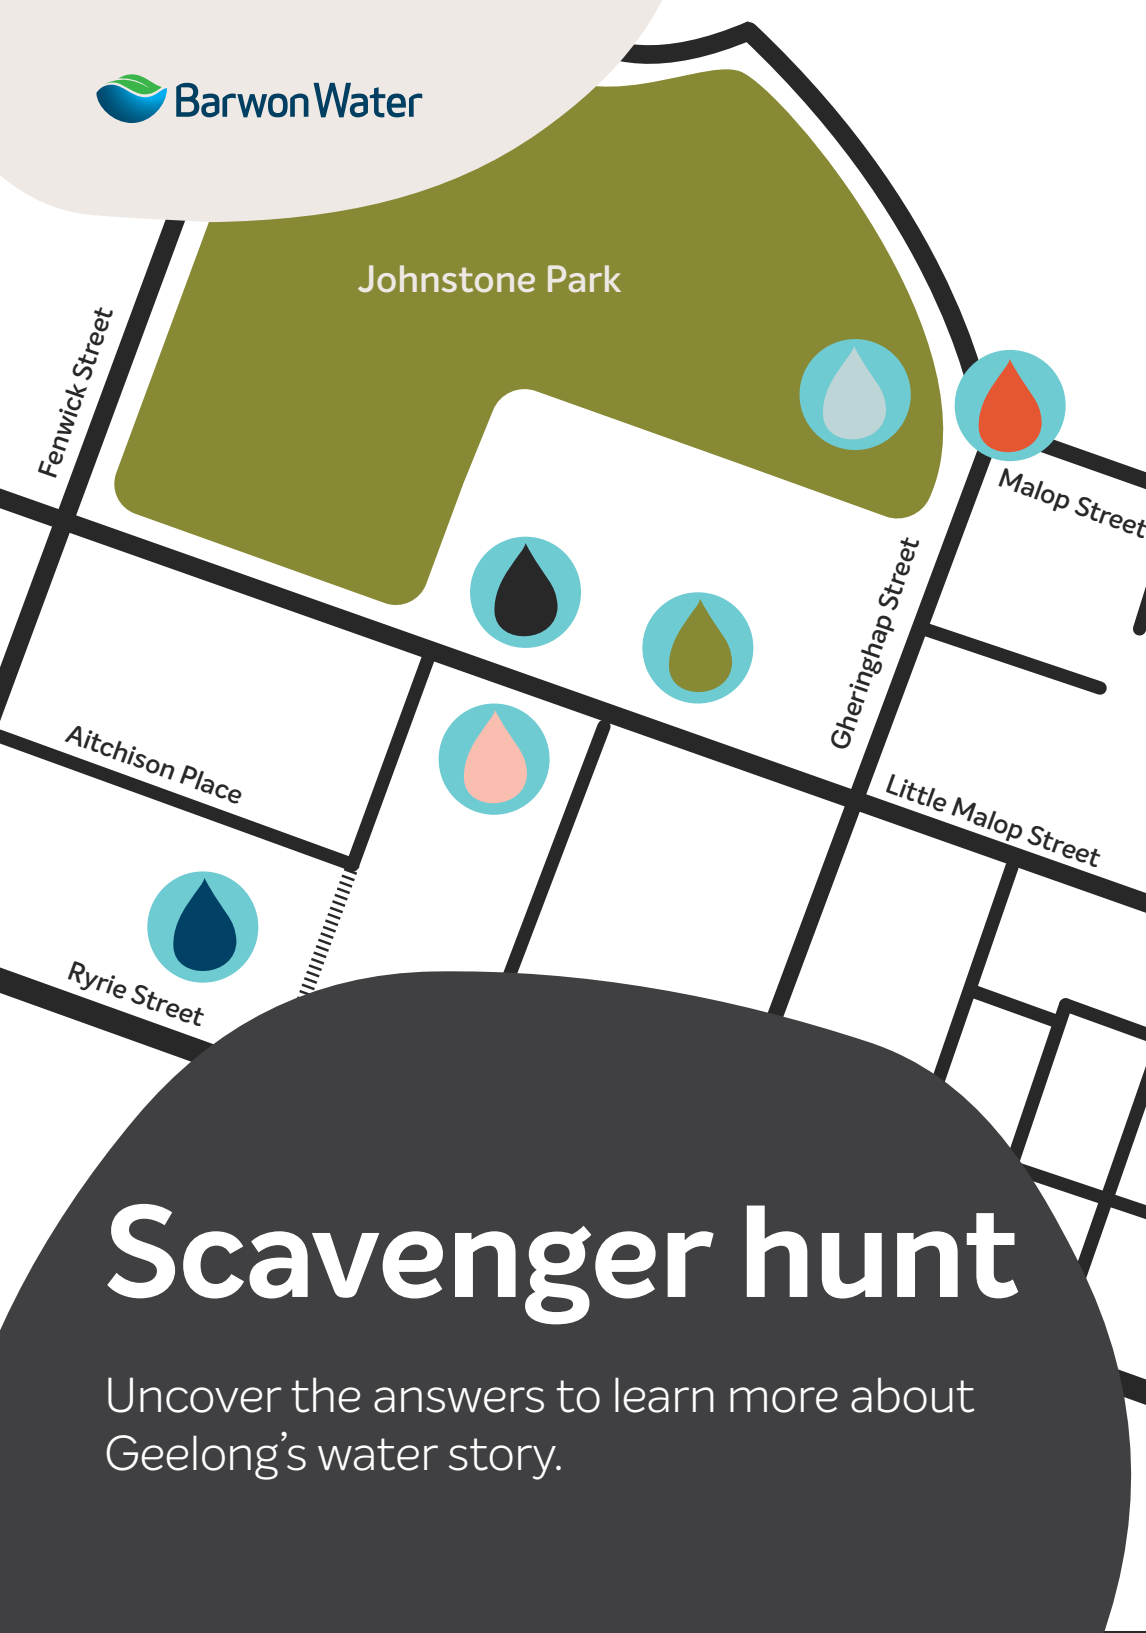 BarwonWater
Johnstone Park
Fenwick Street
Malop Street
Gheringhap Street
Aitchison Place
Little Malop Street
Ryrie Street
Scavenger hunt
Uncover the answers to learn more about
Geelong’s water story.